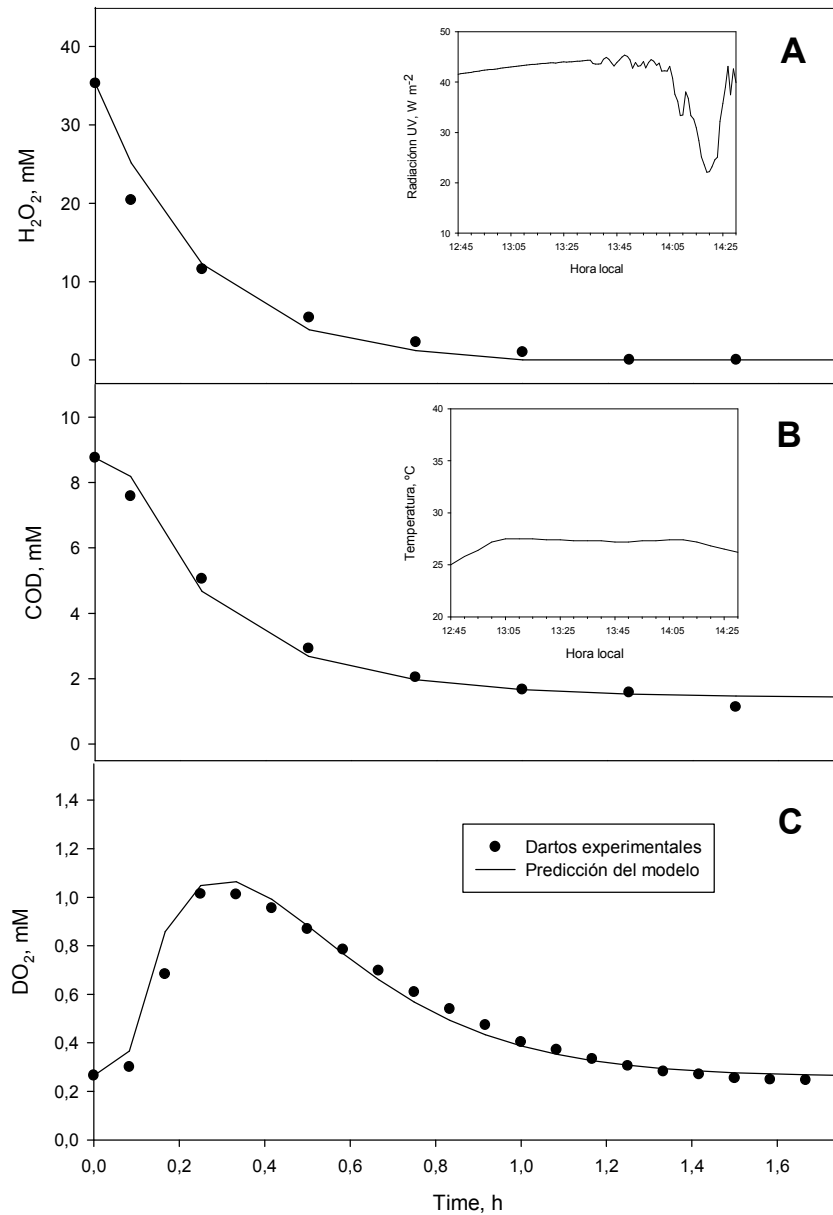 A
H2O2, mM
40
30
20
10
0
Radiaciónn UV, W m-2
50
40
30
20
10
12:45 13:05 13:25 13:45 14:05 14:25
Hora local
B
COD, mM
10
8
6
4
2
0
Temperatura, ºC
40
35
30
25
20
12:45 13:05 13:25 13:45 14:05 14:25
Hora local
C
DO2, mM
1,4
1,2
1,0
0,8
0,6
0,4
0,2
0,0
Dartos experimentales
Predicción del modelo
0,0 0,2 0,4 0,6 0,8 1,0 1,2 1,4 1,6
Time, h